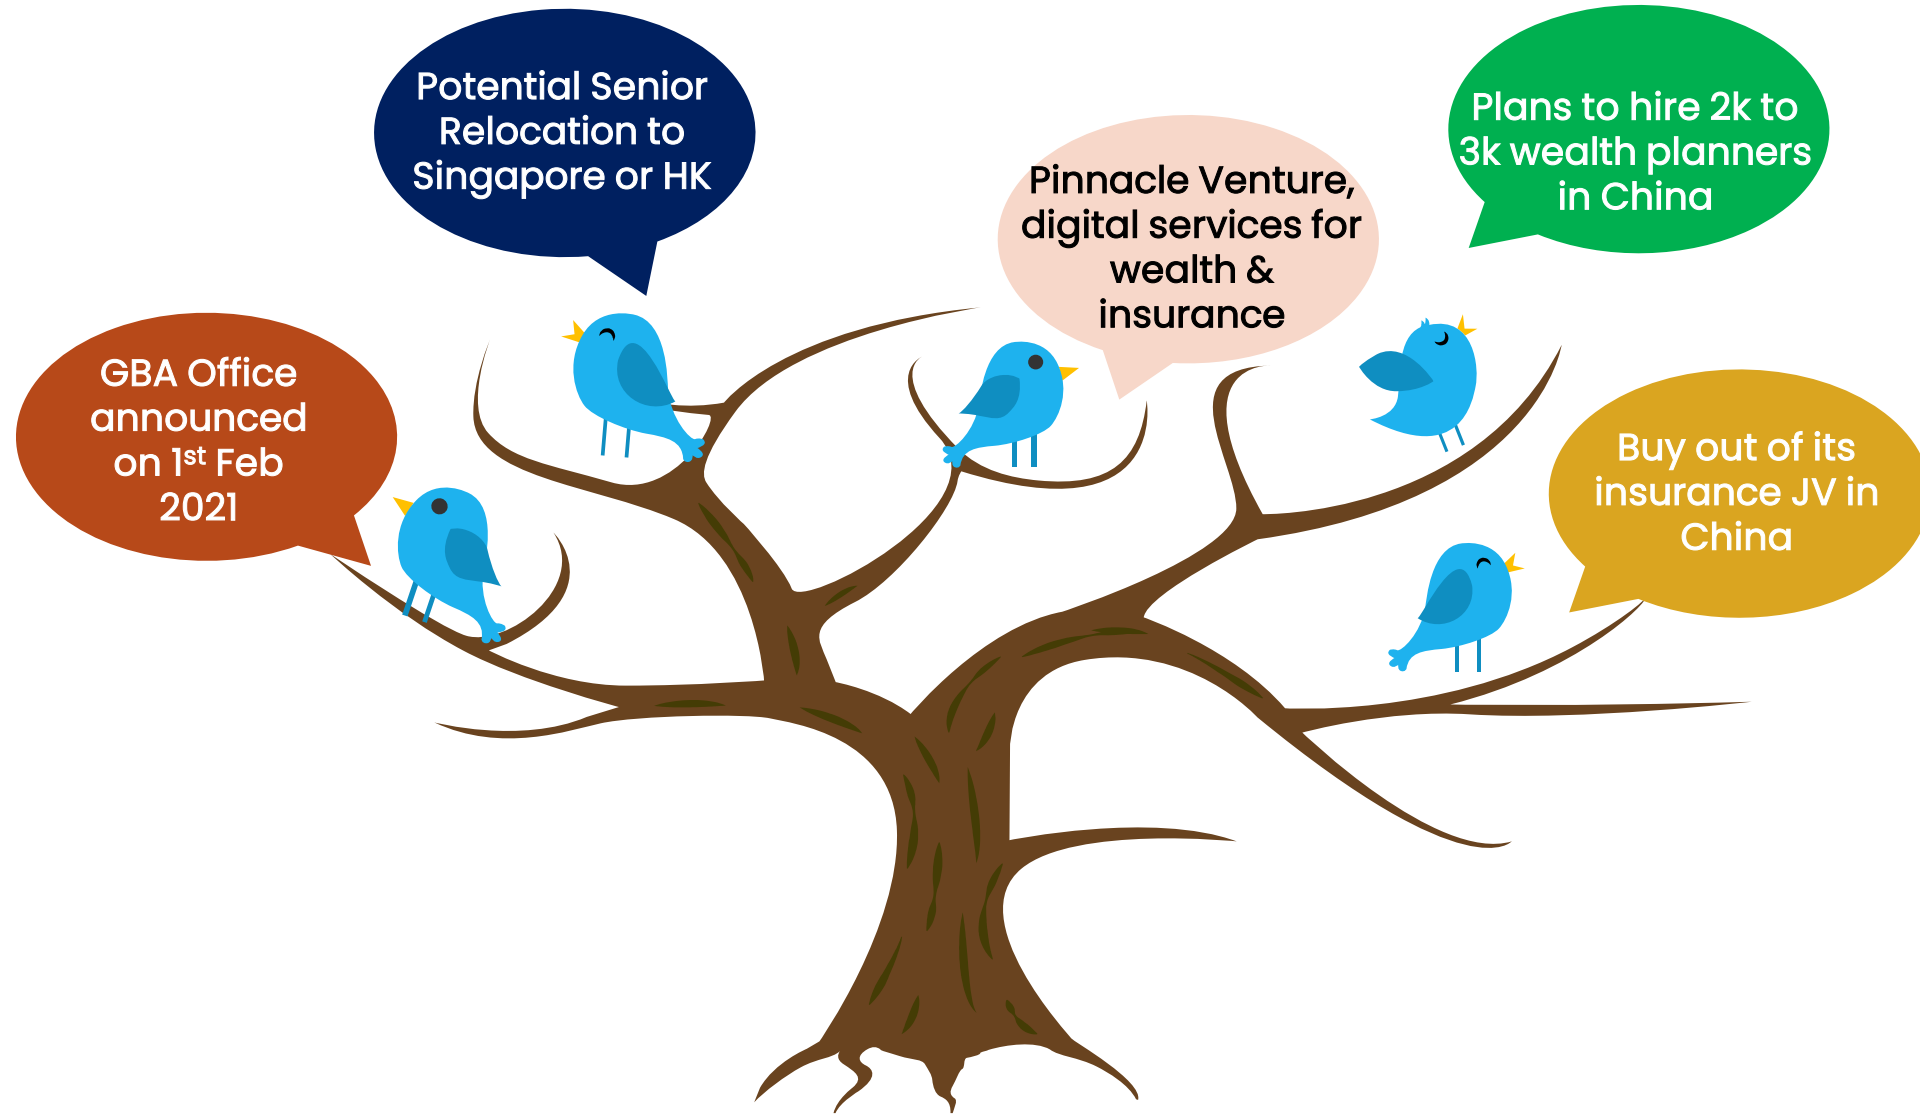 Potential Senior
Relocation to
Singapore or HK
Plans to hire 2k to
3k wealth planners
in China
Pinnacle Venture,
digital services for
wealth &
insurance
GBA Office
announced
on 1st Feb
2021
Buy out of its
insurance JV in
China